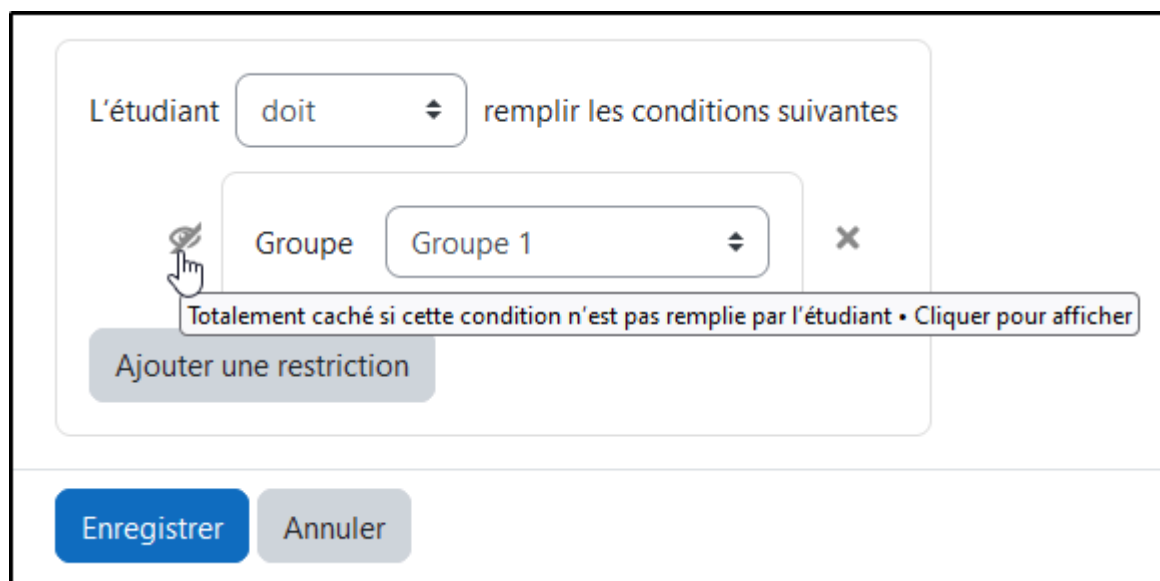 L'étudiant doit remplir les conditions suivantes
Groupe Groupe 1
Totalement caché si cette condition n'est pas remplie par l'étudiant • Cliquer pour afficher
Ajouter une restriction
Enregistrer Annuler